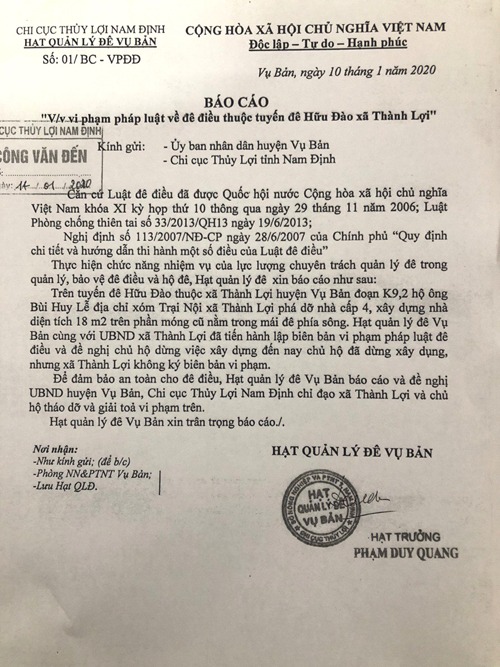 CHI CỤC THỦY LỢI NAM ĐỊNH
HẠT QUẢN LÝ ĐÊ VỤ BẢN
Số: 01/ BC - VPĐĐ
CỘNG HÒA XÃ HỘI CHỦ NGHĨA VIỆT NAM
Độc lập – Tự do – Hạnh phúc
Vụ Bản, ngày 10 tháng 1 năm 2020
BÁO CÁO
"V/v vi phạm pháp luật về đê điều thuộc tuyến đê Hữu Đào xã Thành Lợi"
CỤC THỦY LỢI NAM ĐỊNH
CÔNG VĂN ĐẾN
14 / 01 / 2020
Kính gửi: - Ủy ban nhân dân huyện Vụ Bản
- Chi cục Thủy Lợi tỉnh Nam Định
Căn cứ Luật đê điều đã được Quốc hội nước Cộng hòa xã hội chủ nghĩa
Việt Nam khóa XI kỳ họp thứ 10 thông qua ngày 29 tháng 11 năm 2006; Luật
Phòng chống thiên tai số 33/2013/QH13 ngày 19/6/2013;
Nghị định số 113/2007/NĐ-CP ngày 28/6/2007 của Chính phủ “Quy định
chi tiết và hướng dẫn thi hành một số điều của Luật đê điều”
Thực hiện chức năng nhiệm vụ của lực lượng chuyên trách quản lý đê trong
quản lý, bảo vệ đê điều và hộ đê, Hạt quản lý đê xin báo cáo như sau:
Trên tuyến đê Hữu Đào thuộc xã Thành Lợi huyện Vụ Bản đoạn K9,2 hộ ông
Bùi Huy Lễ địa chỉ xóm Trại Nội xã Thành Lợi phá dỡ nhà cấp 4, xây dựng nhà
diện tích 18 m2 trên phần móng cũ nằm trong mái đê phía sông. Hạt quản lý đê Vụ
Bản cùng với UBND xã Thành Lợi đã tiến hành lập biên bản vi phạm pháp luật đê
điều và đề nghị chủ hộ dừng việc xây dựng đến nay chủ hộ đã dừng xây dựng,
nhưng xã Thành Lợi không ký biên bản vi phạm.
Để đảm bảo an toàn cho đê điều, Hạt quản lý đê Vụ Bản báo cáo và đề nghị
UBND huyện Vụ Bản, Chi cục Thủy Lợi Nam Định chỉ đạo xã Thành Lợi và chủ
hộ tháo dỡ và giải toả vi phạm trên.
Hạt quản lý đê Vụ Bản xin trân trọng báo cáo./.
Nơi nhận:
-Như kính gửi; (để b/c)
-Phòng NN&PTNT Vụ Bản;
-Lưu Hạt QLĐ.
HẠT QUẢN LÝ ĐÊ VỤ BẢN
HẠT
QUẢN LÝ ĐÊ
VỤ BẢN
CHI CỤC THỦY LỢI
HẠT TRƯỞNG
PHẠM DUY QUANG